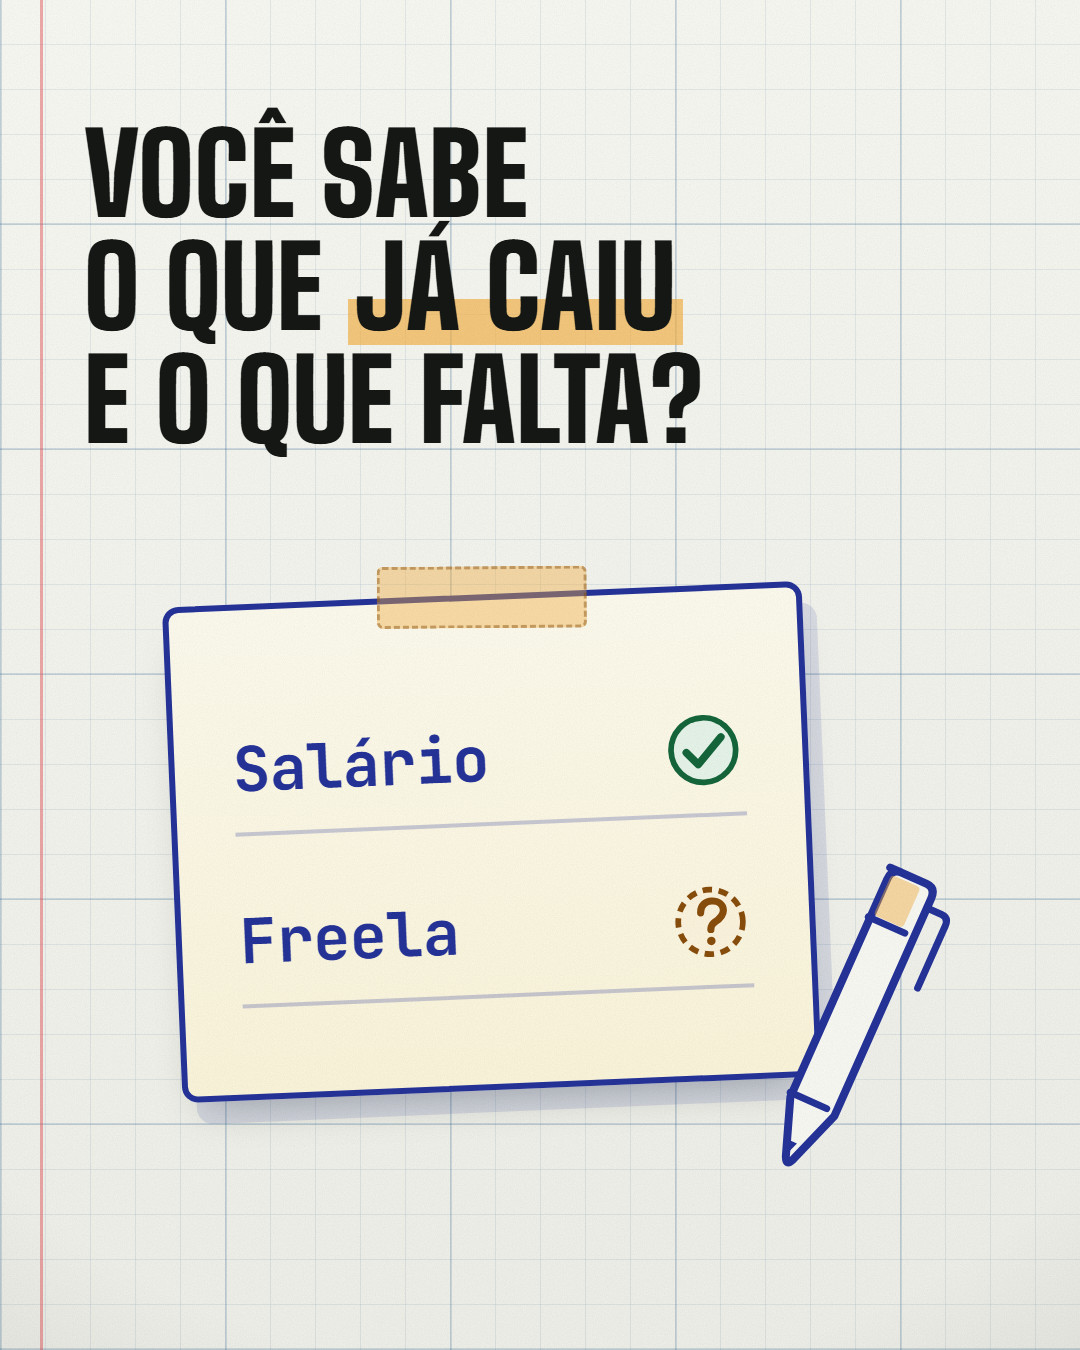 VOCÊ SABE
O QUE JÁ CAIU
E O QUE FALTA?
Salário
Freela
?